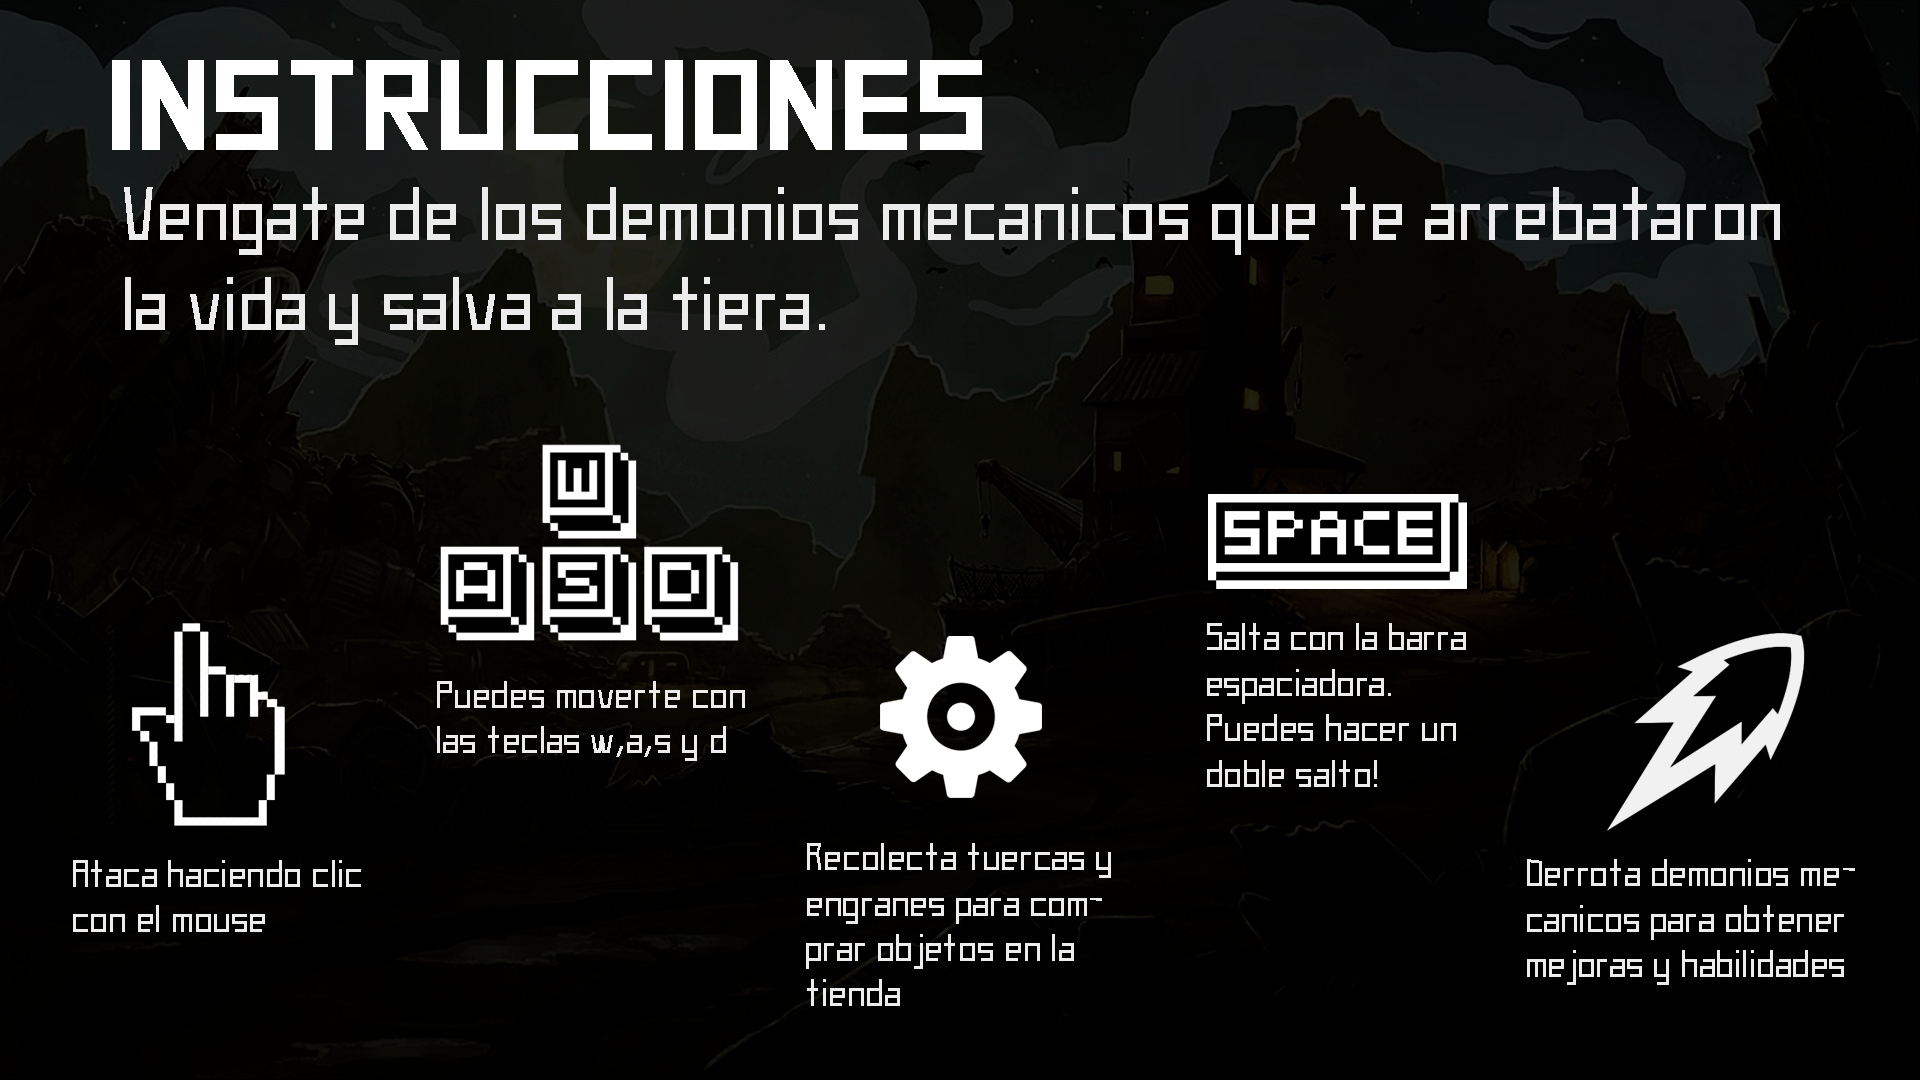 INSTRUCCIONES
Vengate de los demonios mecanicos que te arrebataron
la vida y salva a la tiera.
W
A S D
SPACE
Ataca haciendo clic
con el mouse
Puedes moverte con
las teclas w,a,s y d
Recolecta tuercas y
engranes para com-
prar objetos en la
tienda
Salta con la barra
espaciadora.
Puedes hacer un
doble salto!
Derrota demonios me-
canicos para obtener
mejoras y habilidades